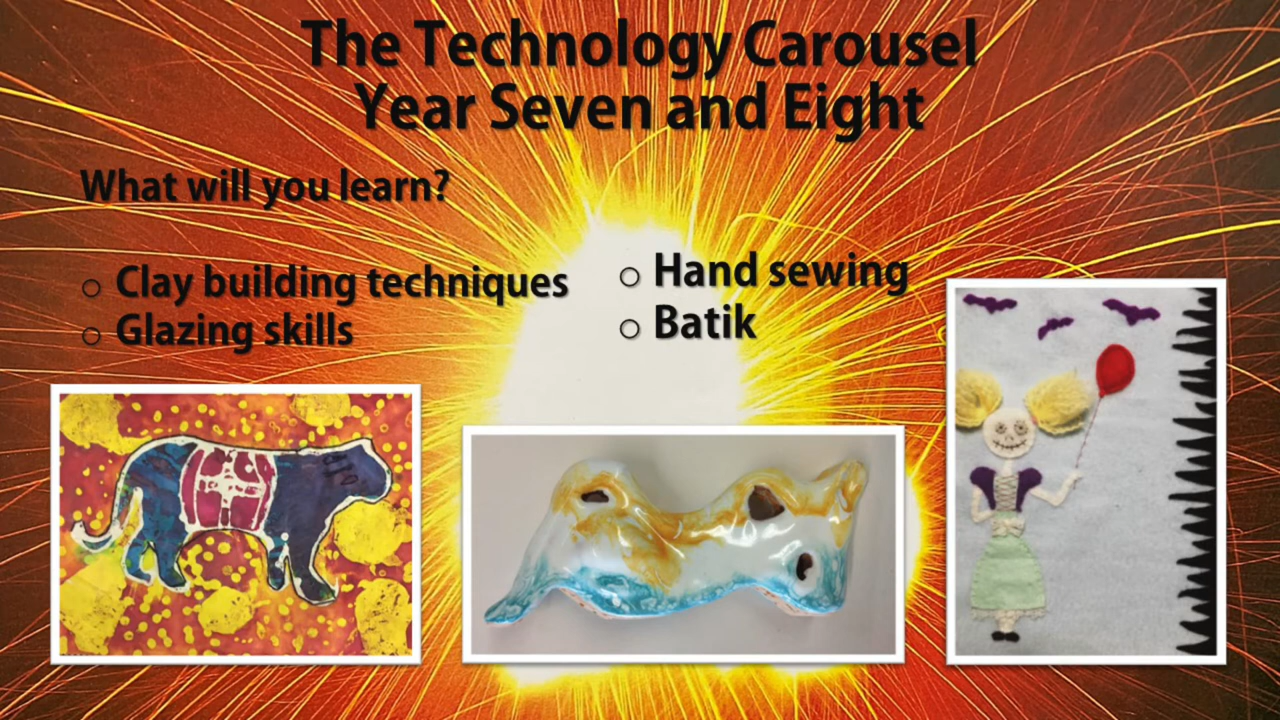 The Technology Carousel
Year Seven and Eight
What will you learn?
○ Clay building techniques
○ Glazing skills
○ Hand sewing
○ Batik